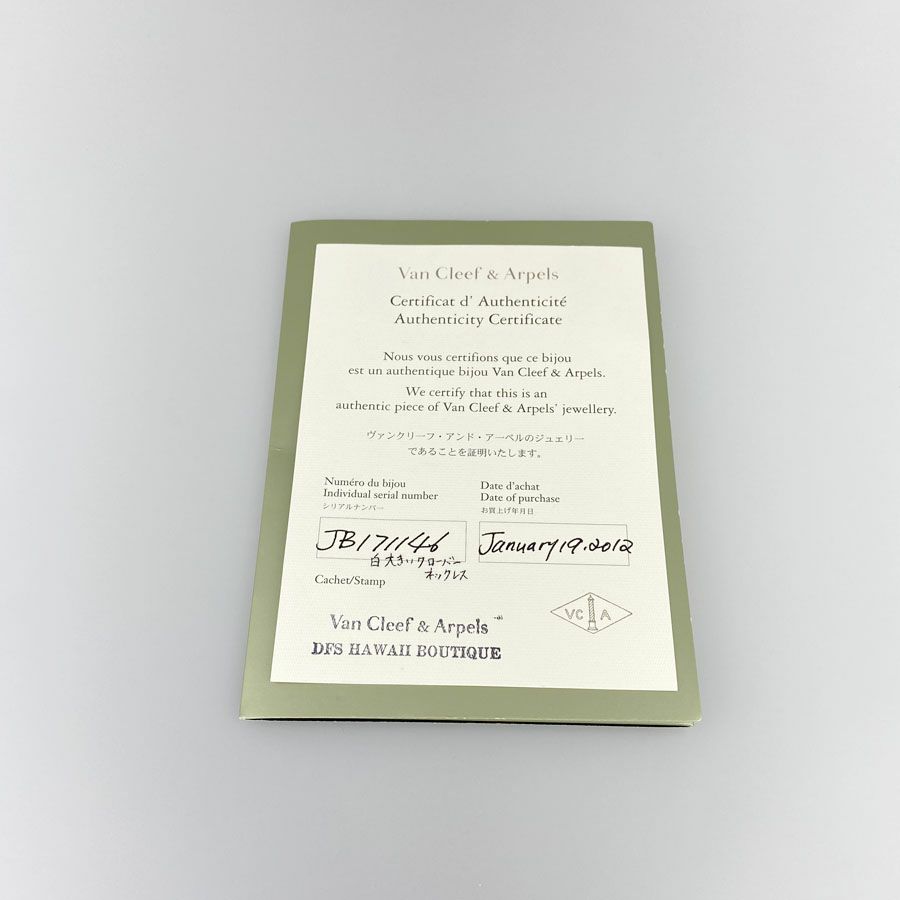 Van Cleef & Arpels
Certificat d' Authenticité
Authenticity Certificate
Nous vous certifions que ce bijou
est un authentique bijou Van Cleef & Arpels.
We certify that this is an
authentic piece of Van Cleef & Arpels' jewellery.
ヴァンクリーフ・アンド・アーペルのジュエリー
であることを証明いたします。
Numéro du bijou
Individual serial number
シリアルナンバー
JB171146
白大きいクローバー
ネックレス
Date d'achat
Date of purchase
お買上げ年月日
January 19.2012
Cachet/Stamp
Van Cleef & Arpels
DFS HAWAII BOUTIQUE
VC A